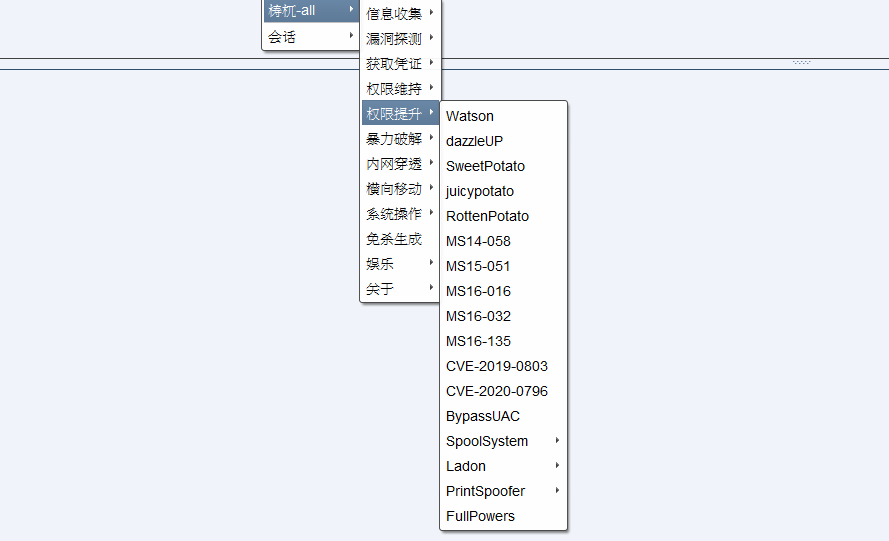 梼杌-all
会话
信息收集
漏洞探测
获取凭证
权限维持
权限提升
暴力破解
内网穿透
横向移动
系统操作
免杀生成
娱乐
关于
Watson
dazzleUP
SweetPotato
juicypotato
RottenPotato
MS14-058
MS15-051
MS16-016
MS16-032
MS16-135
CVE-2019-0803
CVE-2020-0796
BypassUAC
SpoolSystem
Ladon
PrintSpoofer
FullPowers